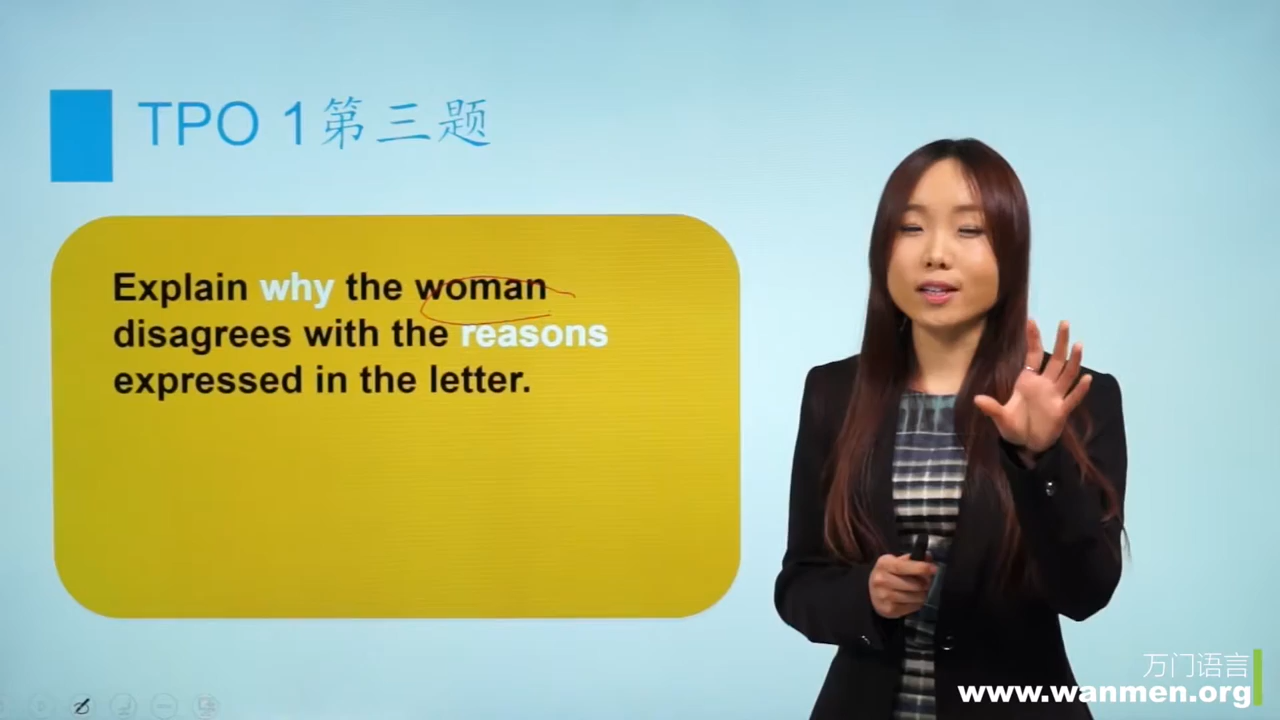 TPO 1第三题
Explain why the woman
disagrees with the reasons
expressed in the letter.
万门语言
www.wanmen.org